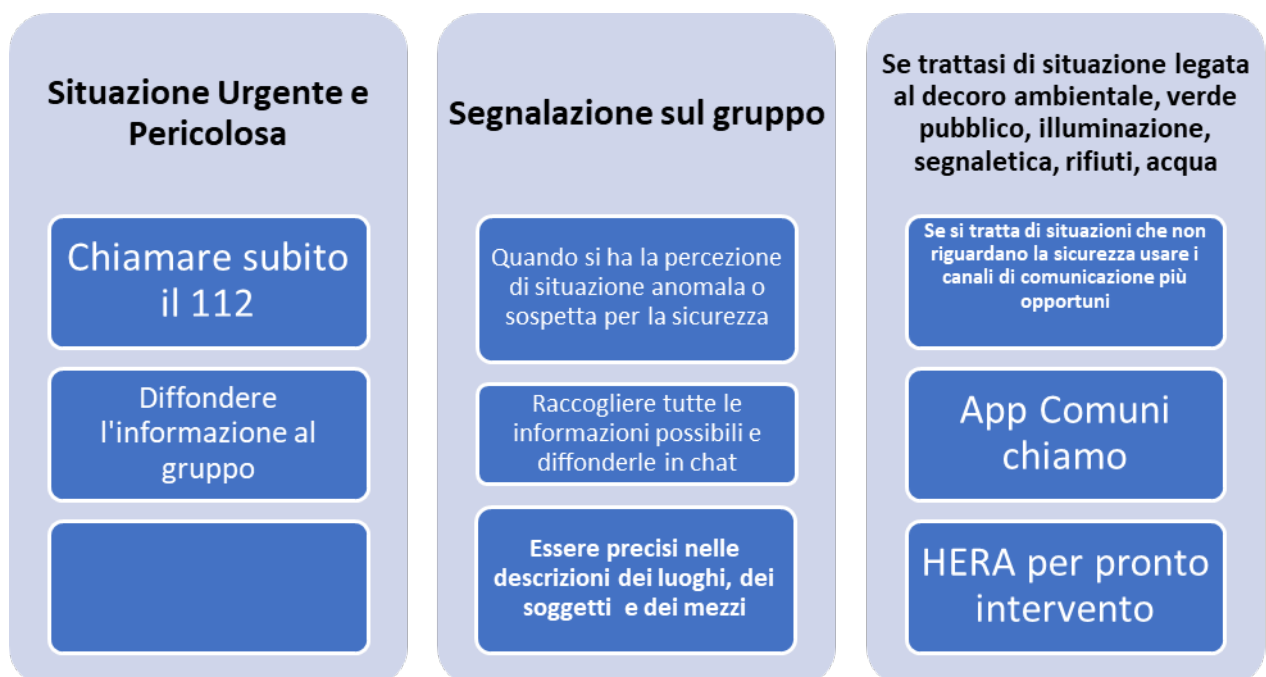 Situazione Urgente e
Pericolosa
Chiamare subito
il 112
Diffondere
l'informazione al
gruppo
Segnalazione sul gruppo
Quando si ha la percezione
di situazione anomala o
sospetta per la sicurezza
Raccogliere tutte le
informazioni possibili e
diffonderle in chat
Essere precisi nelle
descrizioni dei luoghi, dei
soggetti e dei mezzi
Se trattasi di situazione legata
al decoro ambientale, verde
pubblico, illuminazione,
segnaletica, rifiuti, acqua
Se si tratta di situazioni che non
riguardano la sicurezza usare i
canali di comunicazione più
opportuni
App Comuni
chiamo
HERA per pronto
intervento